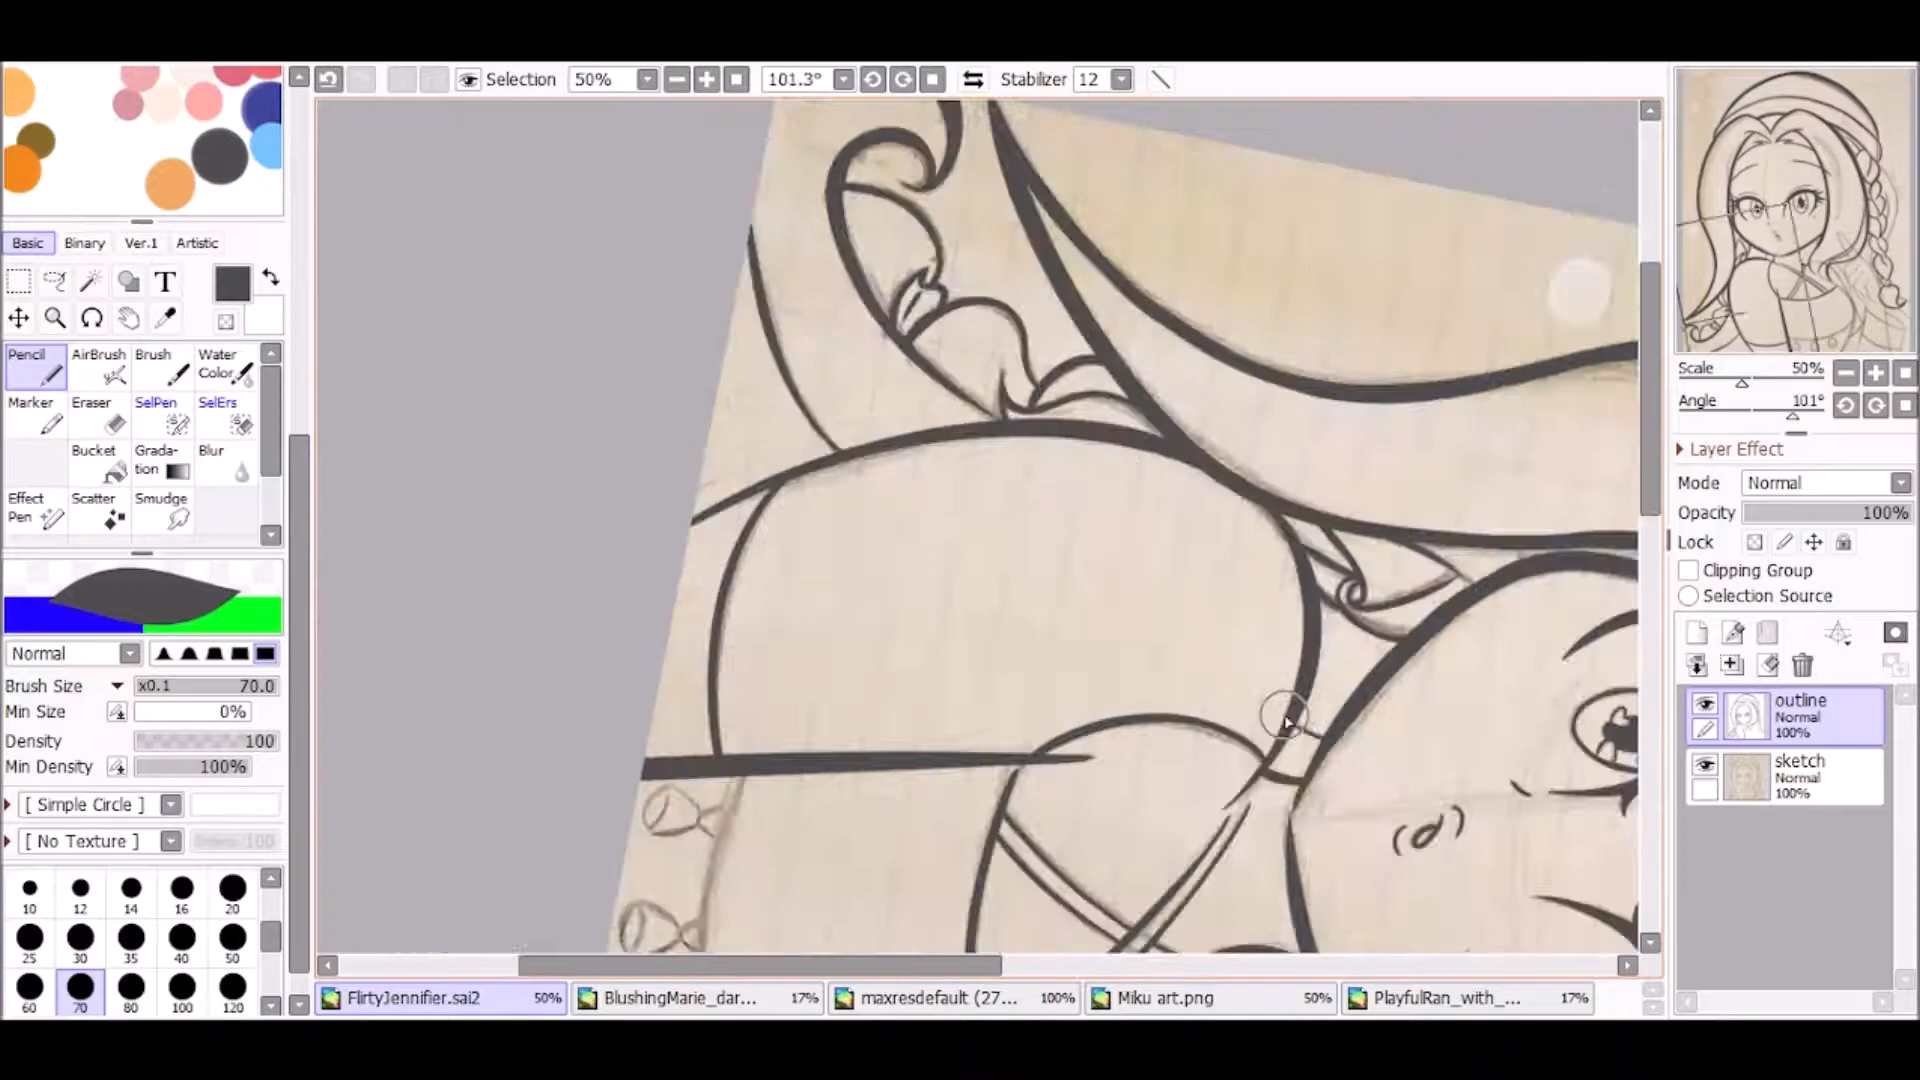 Selection 50% 101.3° Stabilizer 12
Basic Binary Ver.1 Artistic
T
Pencil AirBrush Brush Water Color
Marker Eraser SelPen SelErs
Bucket Grada-tion Blur
Effect Pen Scatter Smudge
Normal
Brush Size x0.1 70.0
Min Size 0%
Density 100
Min Density 100%
[ Simple Circle ]
[ No Texture ]
10 12 14 16 20
25 30 35 40 50
60 70 80 100 120
FlirtyJennifier.sai2 50% BlushingMarie_dar... 17% maxresdefault (27... 100% Miku art.png 50% PlayfulRan_with_... 17%
Scale 50%
Angle 101°
Layer Effect
Mode Normal
Opacity 100%
Lock
Clipping Group
Selection Source
outline
Normal
100%
sketch
Normal
100%